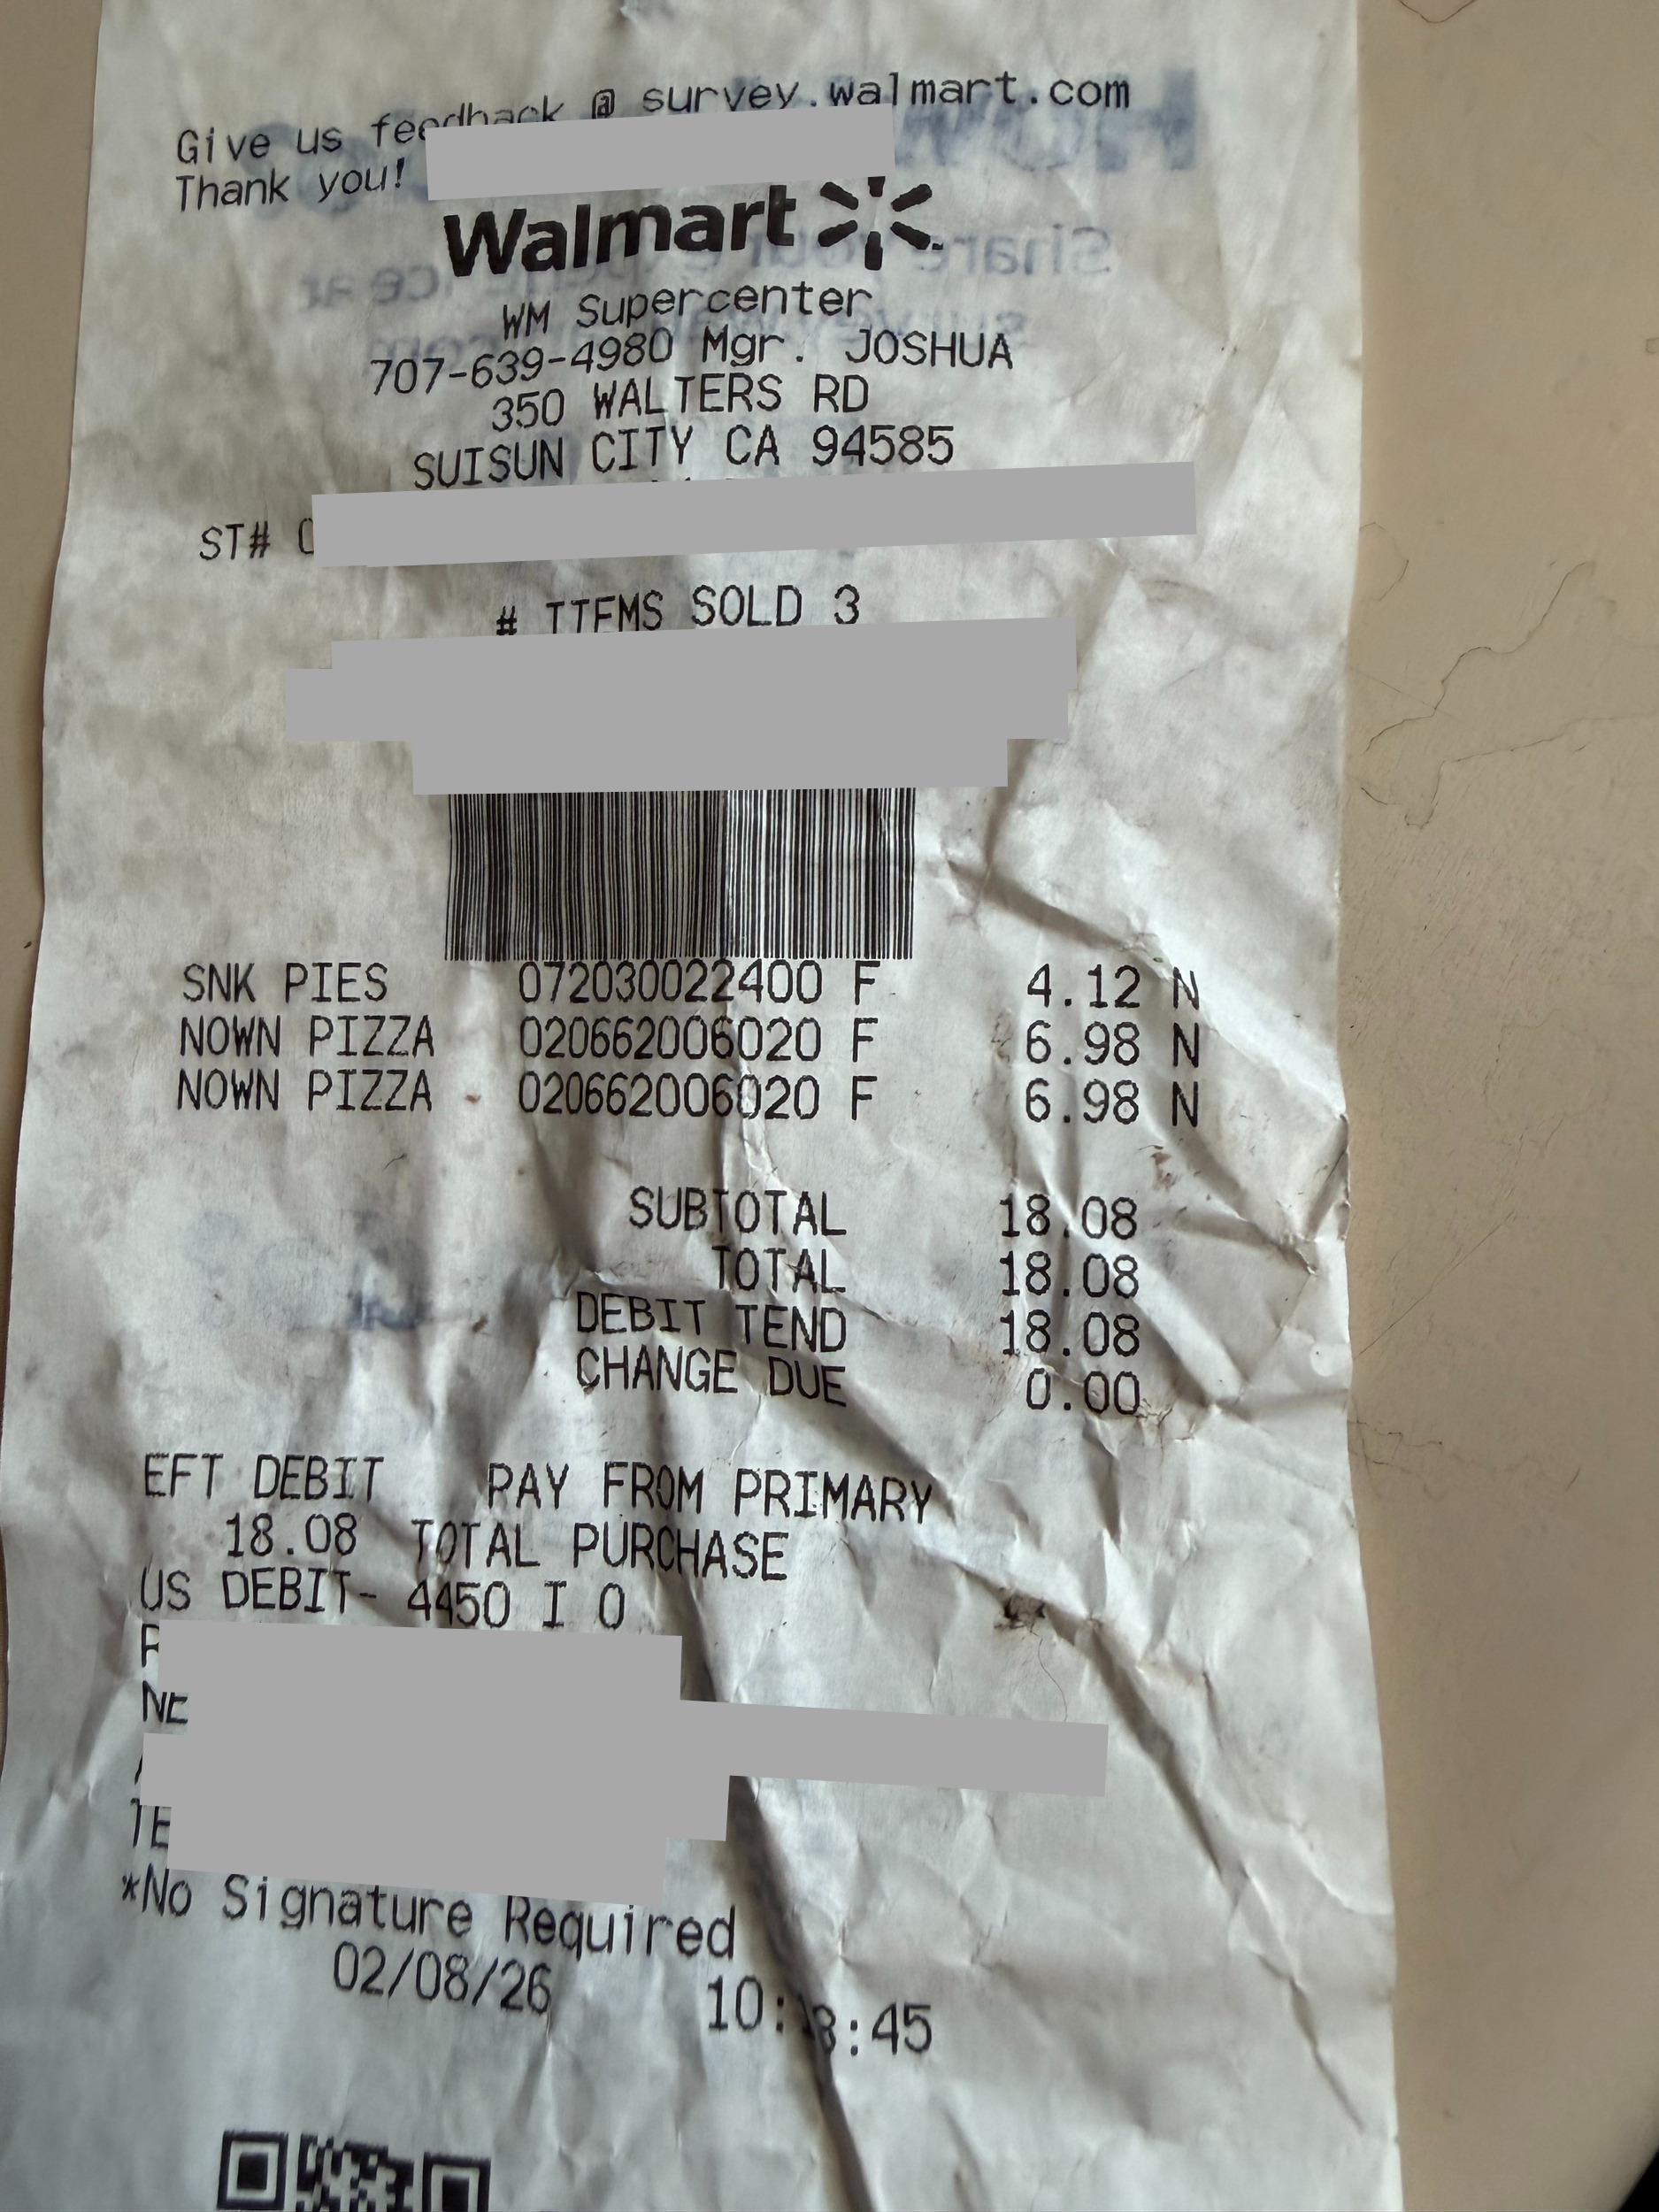 Give us feedback @ survey.walmart.com
Thank you!
Walmart
WM Supercenter
707-639-4980 Mgr. JOSHUA
350 WALTERS RD
SUISUN CITY CA 94585
ST#
# ITEMS SOLD 3
SNK PIES 072030022400 F 4.12 N
NOWN PIZZA 020662006020 F 6.98 N
NOWN PIZZA 020662006020 F 6.98 N
SUBTOTAL 18.08
TOTAL 18.08
DEBIT TEND 18.08
CHANGE DUE 0.00
EFT DEBIT PAY FROM PRIMARY
18.08 TOTAL PURCHASE
US DEBIT- 4450 I 0
*No Signature Required
02/08/26